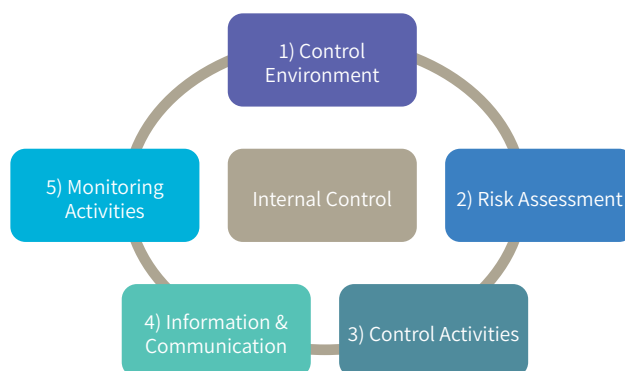 1) Control
Environment
5) Monitoring
Activities
Internal Control
2) Risk Assessment
4) Information &
Communication
3) Control Activities